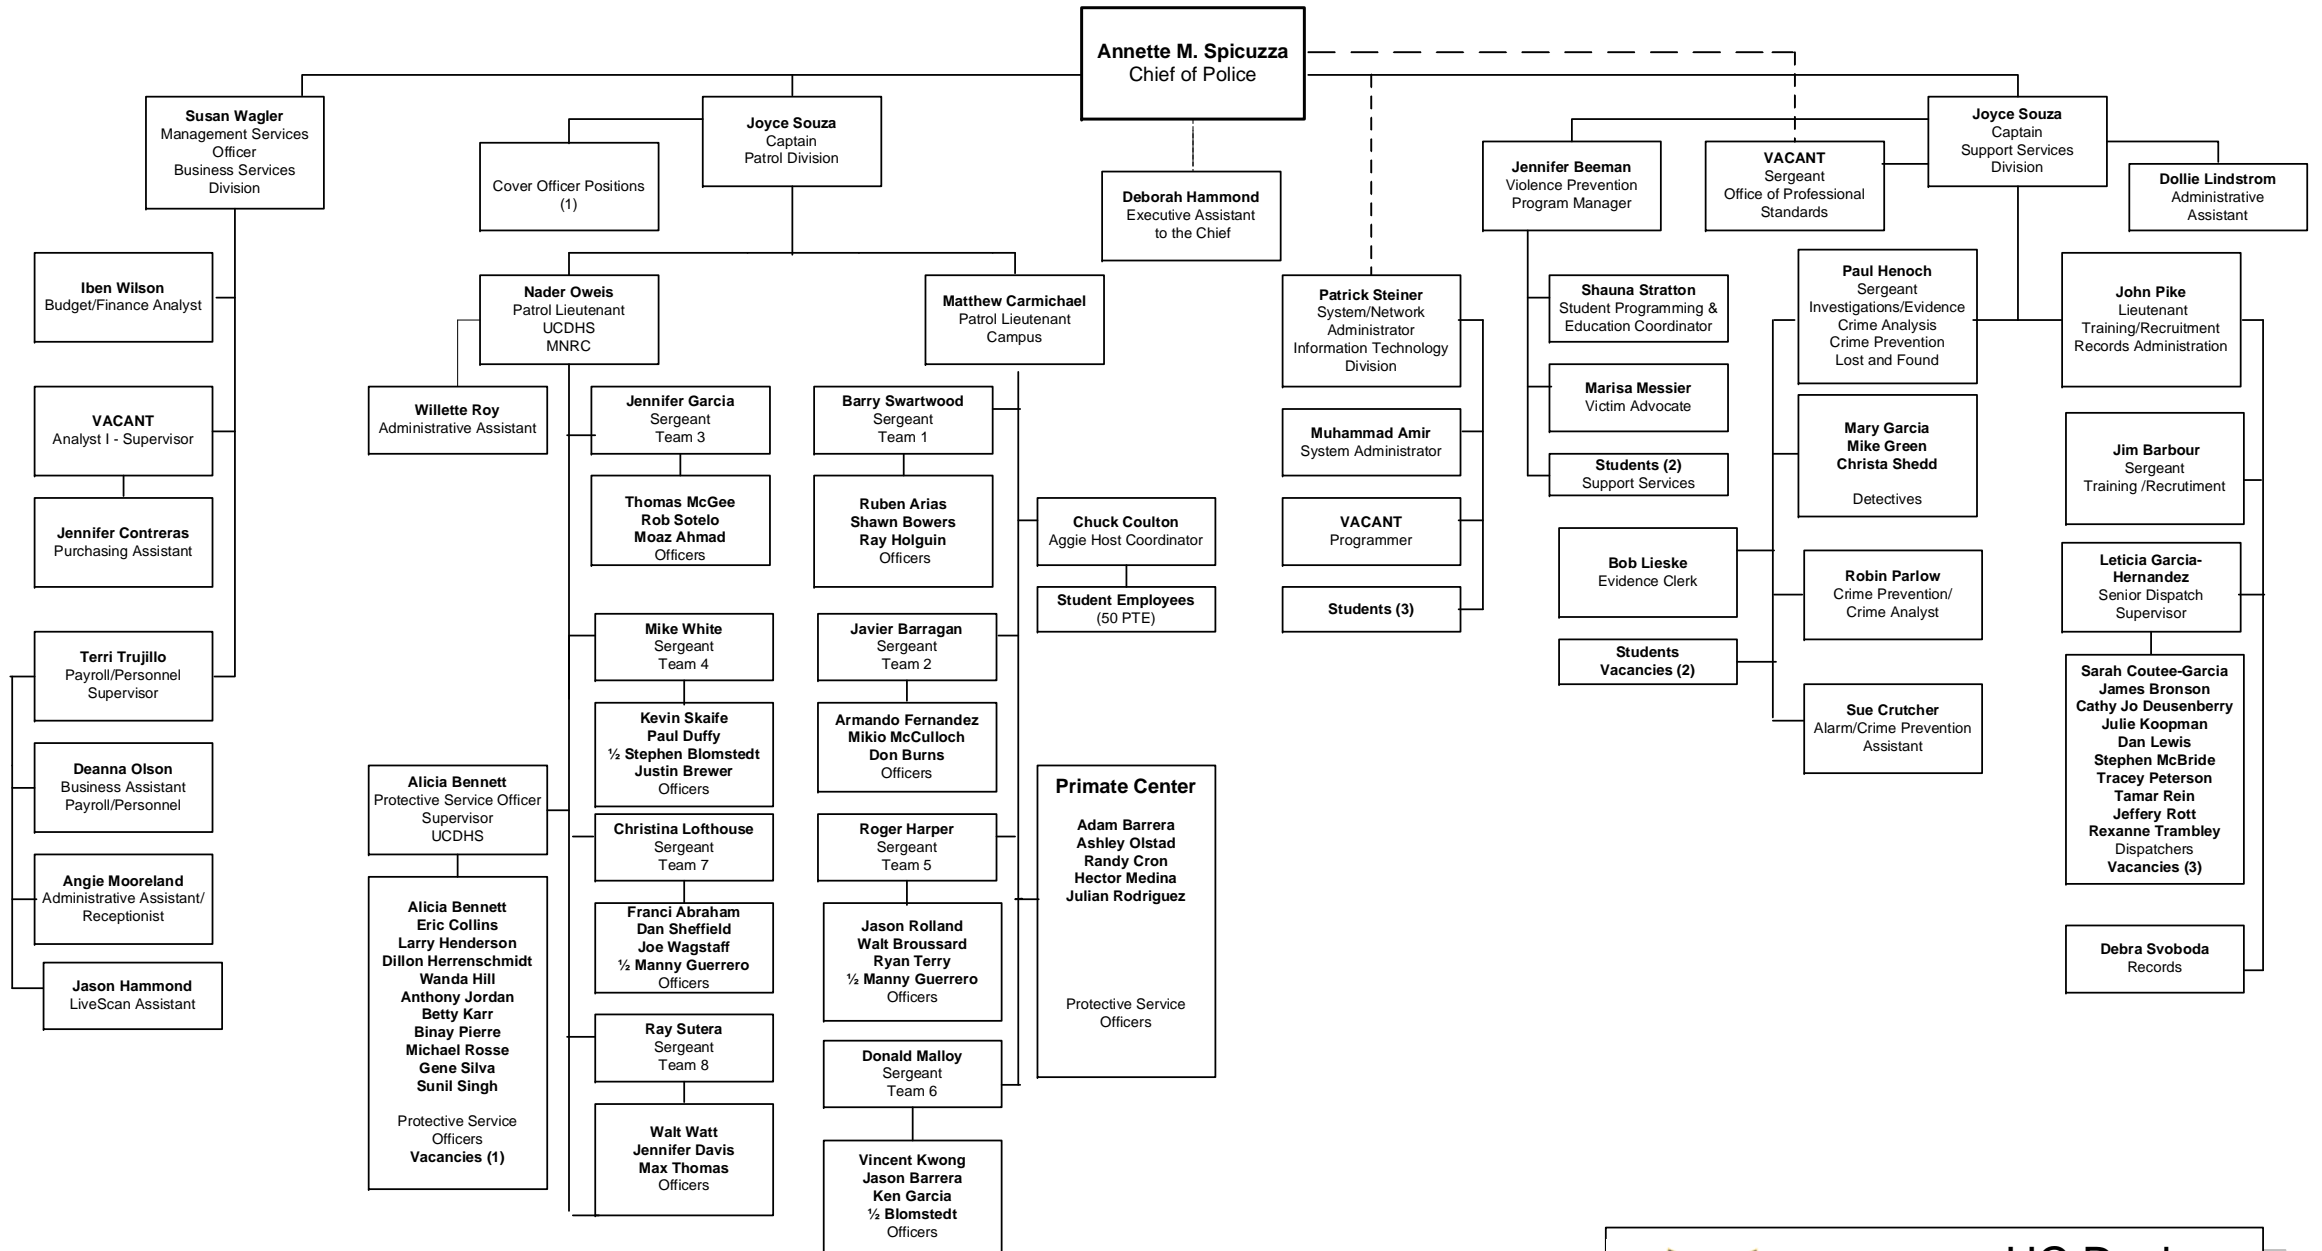 Annette M. Spicuzza
Chief of Police
Susan Wagler
Management Services
Officer
Business Services
Division
Joyce Souza
Captain
Patrol Division
Cover Officer Positions
(1)
Deborah Hammond
Executive Assistant
to the Chief
Jennifer Beeman
Violence Prevention
Program Manager
VACANT
Sergeant
Office of Professional
Standards
Joyce Souza
Captain
Support Services
Division
Dollie Lindstrom
Administrative
Assistant
Iben Wilson
Budget/Finance Analyst
VACANT
Analyst I - Supervisor
Jennifer Contreras
Purchasing Assistant
Terri Trujillo
Payroll/Personnel
Supervisor
Deanna Olson
Business Assistant
Payroll/Personnel
Angie Mooreland
Administrative Assistant/
Receptionist
Jason Hammond
LiveScan Assistant
Nader Oweis
Patrol Lieutenant
UCDHS
MNRC
Willette Roy
Administrative Assistant
Jennifer Garcia
Sergeant
Team 3
Thomas McGee
Rob Sotelo
Moaz Ahmad
Officers
Mike White
Sergeant
Team 4
Kevin Skaife
Paul Duffy
½ Stephen Blomstedt
Justin Brewer
Officers
Alicia Bennett
Protective Service Officer
Supervisor
UCDHS
Alicia Bennett
Eric Collins
Larry Henderson
Dillon Herrenschmidt
Wanda Hill
Anthony Jordan
Betty Karr
Binay Pierre
Michael Rosse
Gene Silva
Sunil Singh
Protective Service
Officers
Vacancies (1)
Christina Lofthouse
Sergeant
Team 7
Franci Abraham
Dan Sheffield
Joe Wagstaff
½ Manny Guerrero
Officers
Ray Sutera
Sergeant
Team 8
Walt Watt
Jennifer Davis
Max Thomas
Officers
Matthew Carmichael
Patrol Lieutenant
Campus
Barry Swartwood
Sergeant
Team 1
Ruben Arias
Shawn Bowers
Ray Holguin
Officers
Chuck Coulton
Aggie Host Coordinator
Student Employees
(50 PTE)
Javier Barragan
Sergeant
Team 2
Armando Fernandez
Mikio McCulloch
Don Burns
Officers
Roger Harper
Sergeant
Team 5
Jason Rolland
Walt Broussard
Ryan Terry
½ Manny Guerrero
Officers
Donald Malloy
Sergeant
Team 6
Vincent Kwong
Jason Barrera
Ken Garcia
½ Blomstedt
Officers
Primate Center
Adam Barrera
Ashley Olstad
Randy Cron
Hector Medina
Julian Rodriguez
Protective Service
Officers
Patrick Steiner
System/Network
Administrator
Information Technology
Division
Muhammad Amir
System Administrator
VACANT
Programmer
Students (3)
Shauna Stratton
Student Programming &
Education Coordinator
Marisa Messier
Victim Advocate
Students (2)
Support Services
Paul Henoch
Sergeant
Investigations/Evidence
Crime Analysis
Crime Prevention
Lost and Found
Mary Garcia
Mike Green
Christa Shedd
Detectives
Bob Lieske
Evidence Clerk
Robin Parlow
Crime Prevention/
Crime Analyst
Students
Vacancies (2)
Sue Crutcher
Alarm/Crime Prevention
Assistant
John Pike
Lieutenant
Training/Recruitment
Records Administration
Jim Barbour
Sergeant
Training /Recrutiment
Leticia Garcia-
Hernandez
Senior Dispatch
Supervisor
Sarah Coutee-Garcia
James Bronson
Cathy Jo Deusenberry
Julie Koopman
Dan Lewis
Stephen McBride
Tracey Peterson
Tamar Rein
Jeffery Rott
Rexanne Trambley
Dispatchers
Vacancies (3)
Debra Svoboda
Records